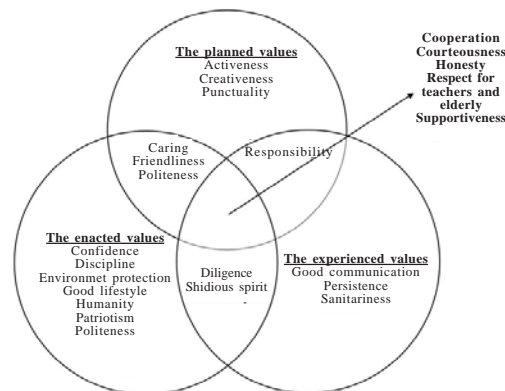 The planned values
Activeness
Creativeness
Punctuality
Cooperation
Courteousness
Honesty
Respect for
teachers and
elderly
Supportiveness
Caring
Friendliness
Politeness
Responsibility
The enacted values
Confidence
Discipline
Environmet protection
Good lifestyle
Humanity
Patriotism
Politeness
Diligence
Shidious spirit
The experienced values
Good communication
Persistence
Sanitariness